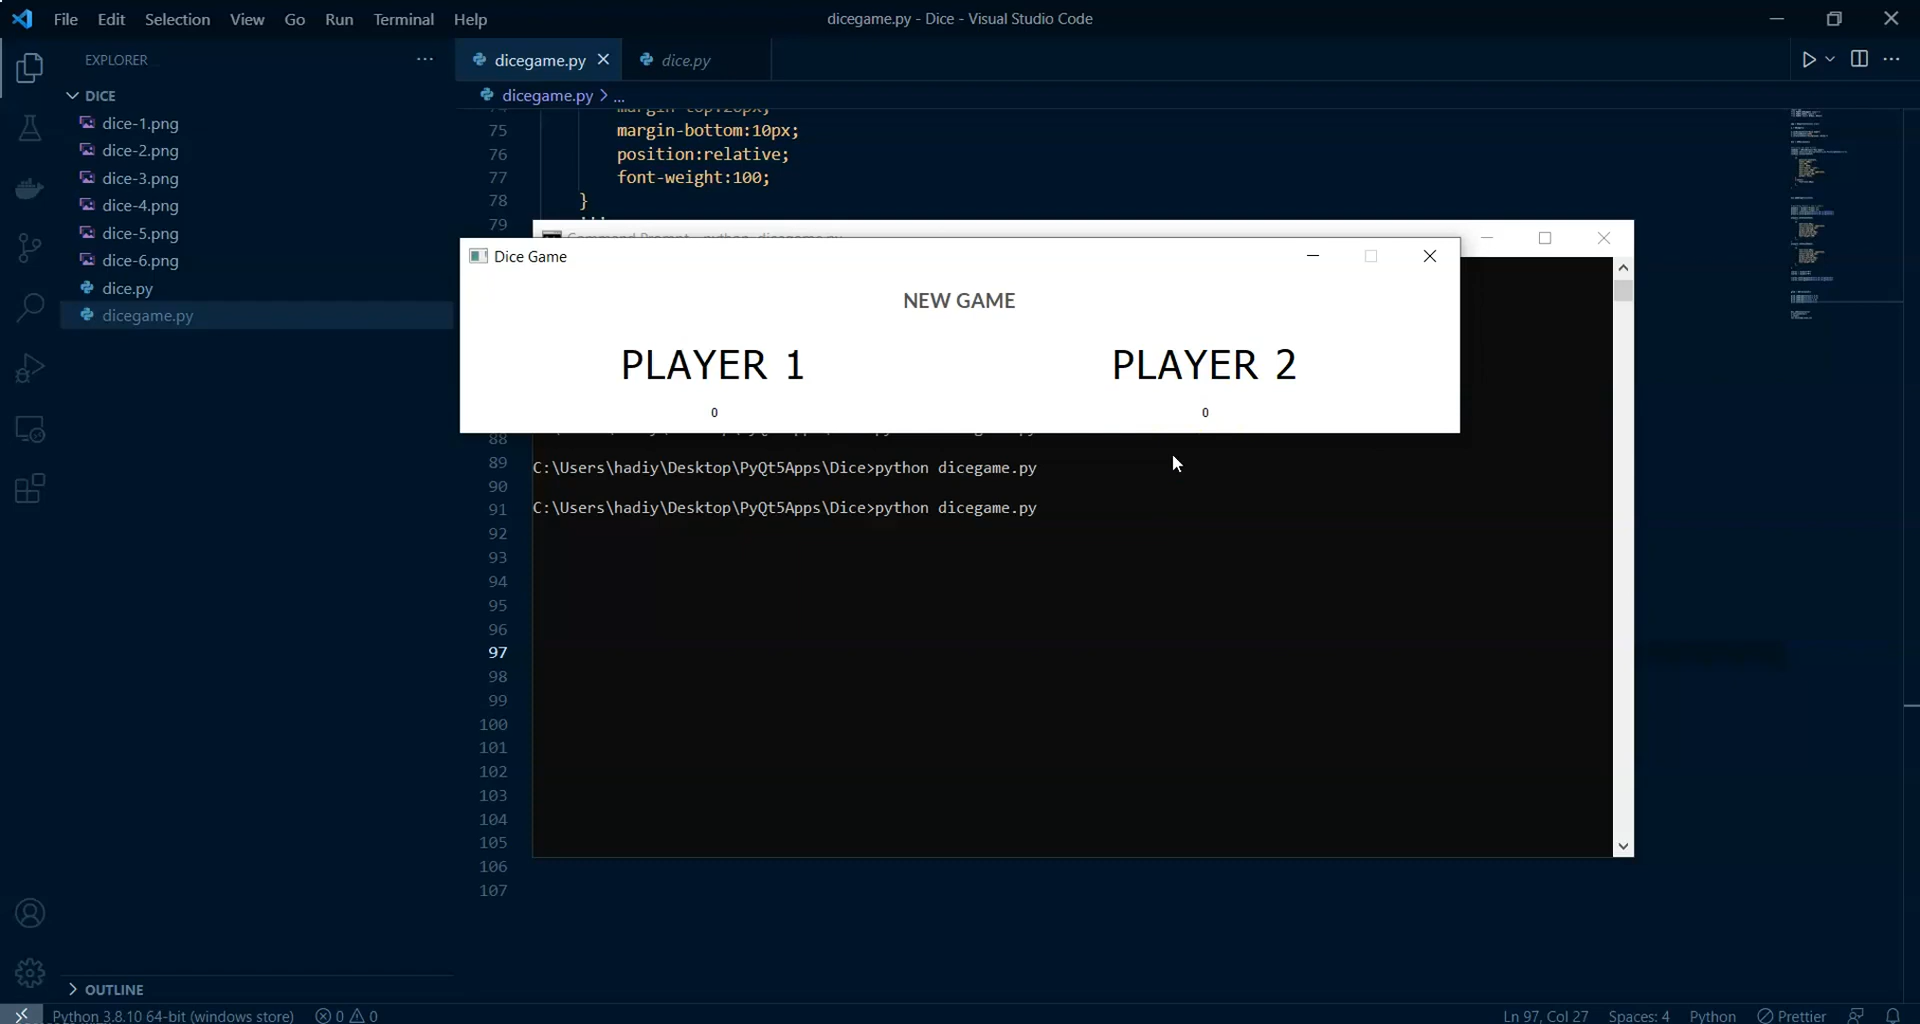 File Edit Selection View Go Run Terminal Help
dicegame.py - Dice - Visual Studio Code
EXPLORER
dicegame.py
dice.py
DICE
dicegame.py > ...
dice-1.png
dice-2.png
dice-3.png
dice-4.png
dice-5.png
dice-6.png
dice.py
dicegame.py
75 margin-bottom:10px;
76 position:relative;
77 font-weight:100;
78 }
79 '''
Command Prompt - python dicegame.py
Dice Game
NEW GAME
PLAYER 1
PLAYER 2
0
0
88
89
90
91
92
93
94
95
96
97
98
99
100
101
102
103
104
105
106
107
C:\Users\hadiy\Desktop\PyQt5Apps\Dice>python dicegame.py
C:\Users\hadiy\Desktop\PyQt5Apps\Dice>python dicegame.py
OUTLINE
Python 3.8.10 64-bit (windows store)
0 0
Ln 97, Col 27
Spaces: 4
Python
Prettier